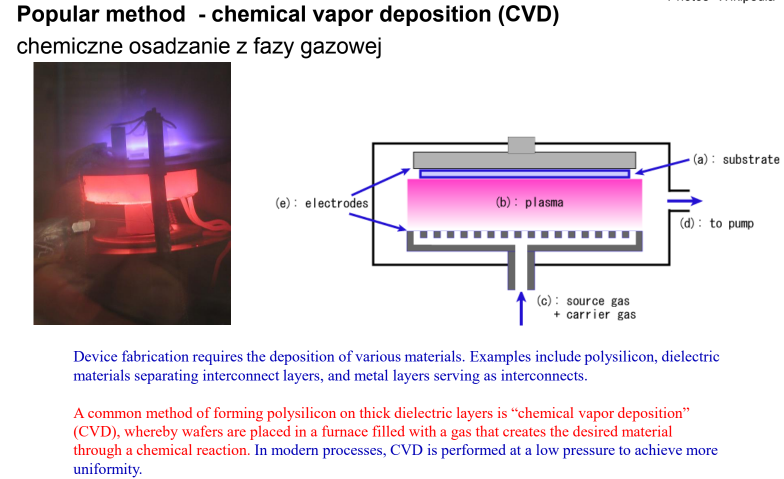 Popular method - chemical vapor deposition (CVD)
chemiczne osadzanie z fazy gazowej
(a): substrate
(e): electrodes
(b): plasma
(d): to pump
(c): source gas
+ carrier gas
Device fabrication requires the deposition of various materials. Examples include polysilicon, dielectric
materials separating interconnect layers, and metal layers serving as interconnects.
A common method of forming polysilicon on thick dielectric layers is “chemical vapor deposition”
(CVD), whereby wafers are placed in a furnace filled with a gas that creates the desired material
through a chemical reaction. In modern processes, CVD is performed at a low pressure to achieve more
uniformity.